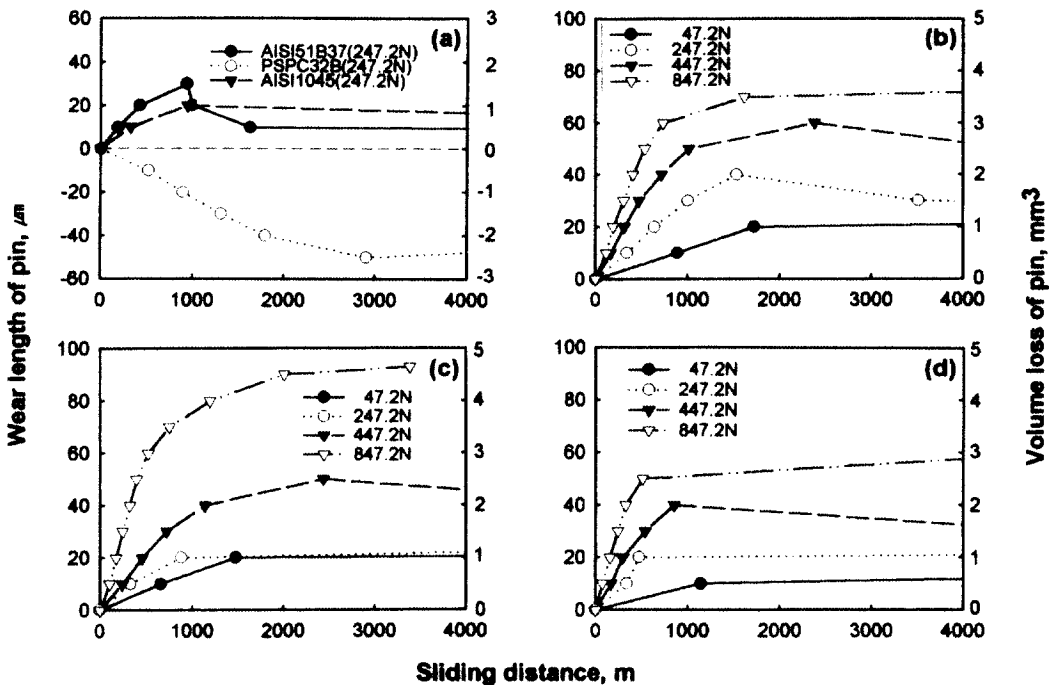 Wear length of pin, μm
Volume loss of pin, mm³
Sliding distance, m
(a)
AISI51B37(247.2N)
PSPC32B(247.2N)
AISI1045(247.2N)
60
40
20
0
-20
-40
-60
3
2
1
0
-1
-2
-3
0 1000 2000 3000 4000
(b)
47.2N
247.2N
447.2N
847.2N
100
80
60
40
20
0
5
4
3
2
1
0
0 1000 2000 3000 4000
(c)
47.2N
247.2N
447.2N
847.2N
100
80
60
40
20
0
5
4
3
2
1
0
0 1000 2000 3000 4000
(d)
47.2N
247.2N
447.2N
847.2N
100
80
60
40
20
0
5
4
3
2
1
0
0 1000 2000 3000 4000